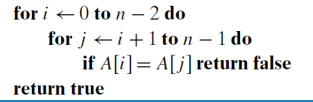 for i ←0 to n − 2 do
for j ←i + 1 to n − 1 do
if A[i]= A[j] return false
return true